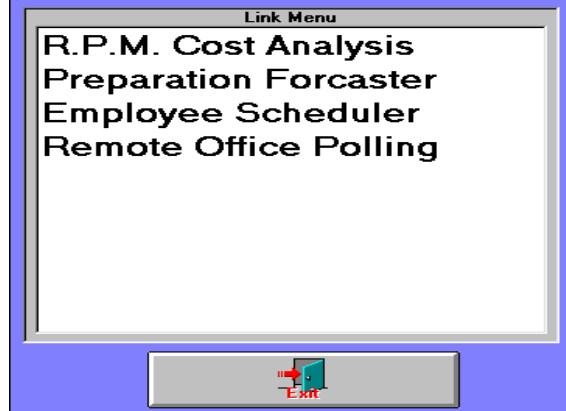 Link Menu
R.P.M. Cost Analysis
Preparation Forcaster
Employee Scheduler
Remote Office Polling
Exit